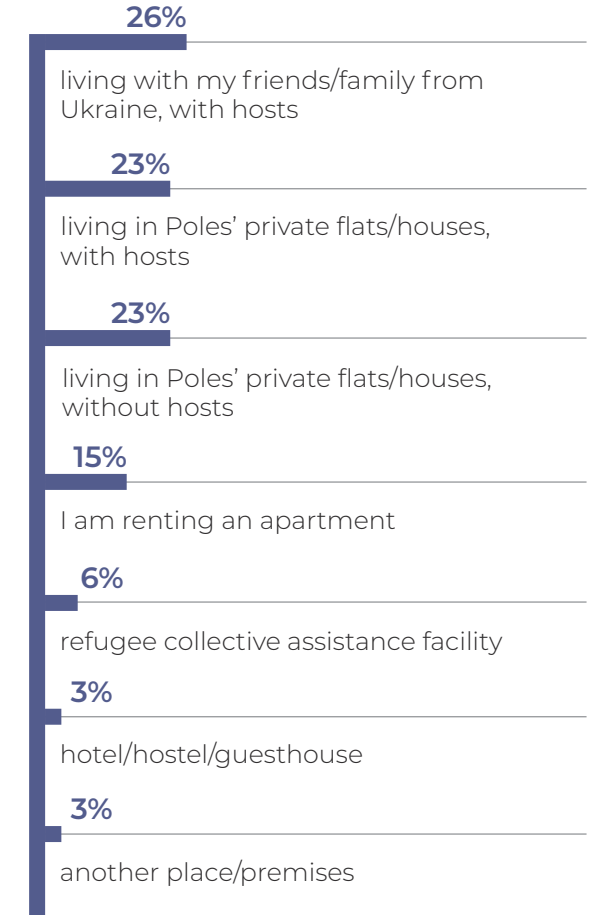 26%
living with my friends/family from
Ukraine, with hosts
23%
living in Poles’ private flats/houses,
with hosts
23%
living in Poles’ private flats/houses,
without hosts
15%
I am renting an apartment
6%
refugee collective assistance facility
3%
hotel/hostel/guesthouse
3%
another place/premises